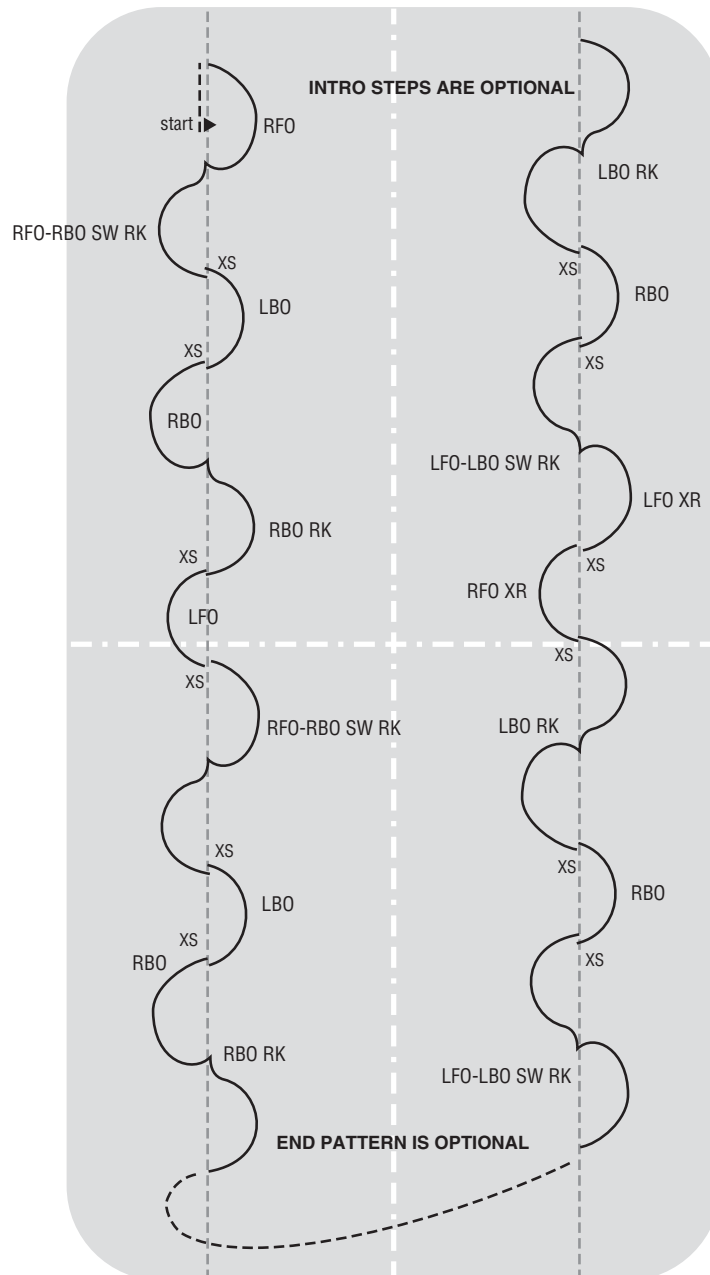 INTRO STEPS ARE OPTIONAL
start
RFO
RFO-RBO SW RK
XS
LBO
XS
RBO
RBO RK
XS
LFO
XS
RFO-RBO SW RK
XS
LBO
XS
RBO
RBO RK
END PATTERN IS OPTIONAL
LBO RK
XS
RBO
XS
LFO-LBO SW RK
LFO XR
XS
RFO XR
XS
LBO RK
XS
RBO
XS
LFO-LBO SW RK